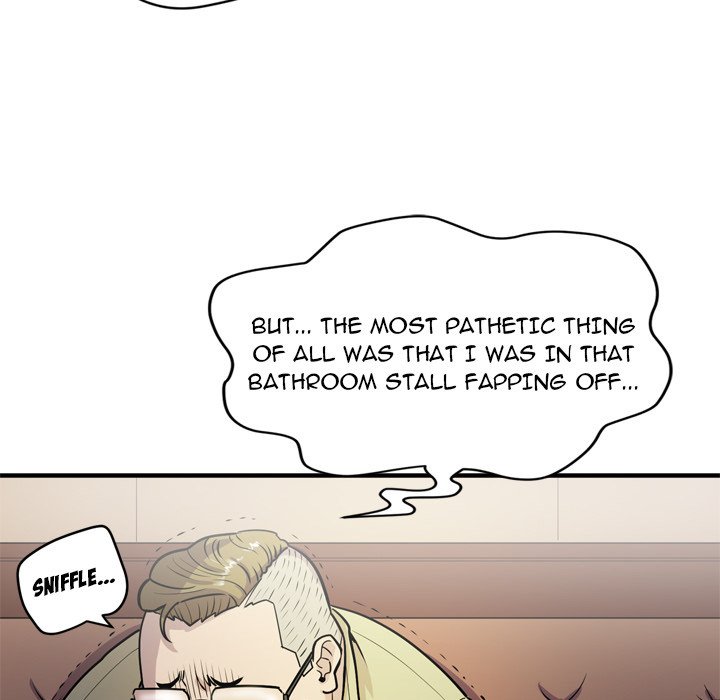 BUT... THE MOST PATHETIC THING
OF ALL WAS THAT I WAS IN THAT
BATHROOM STALL FAPPING OFF...
SNIFFLE...